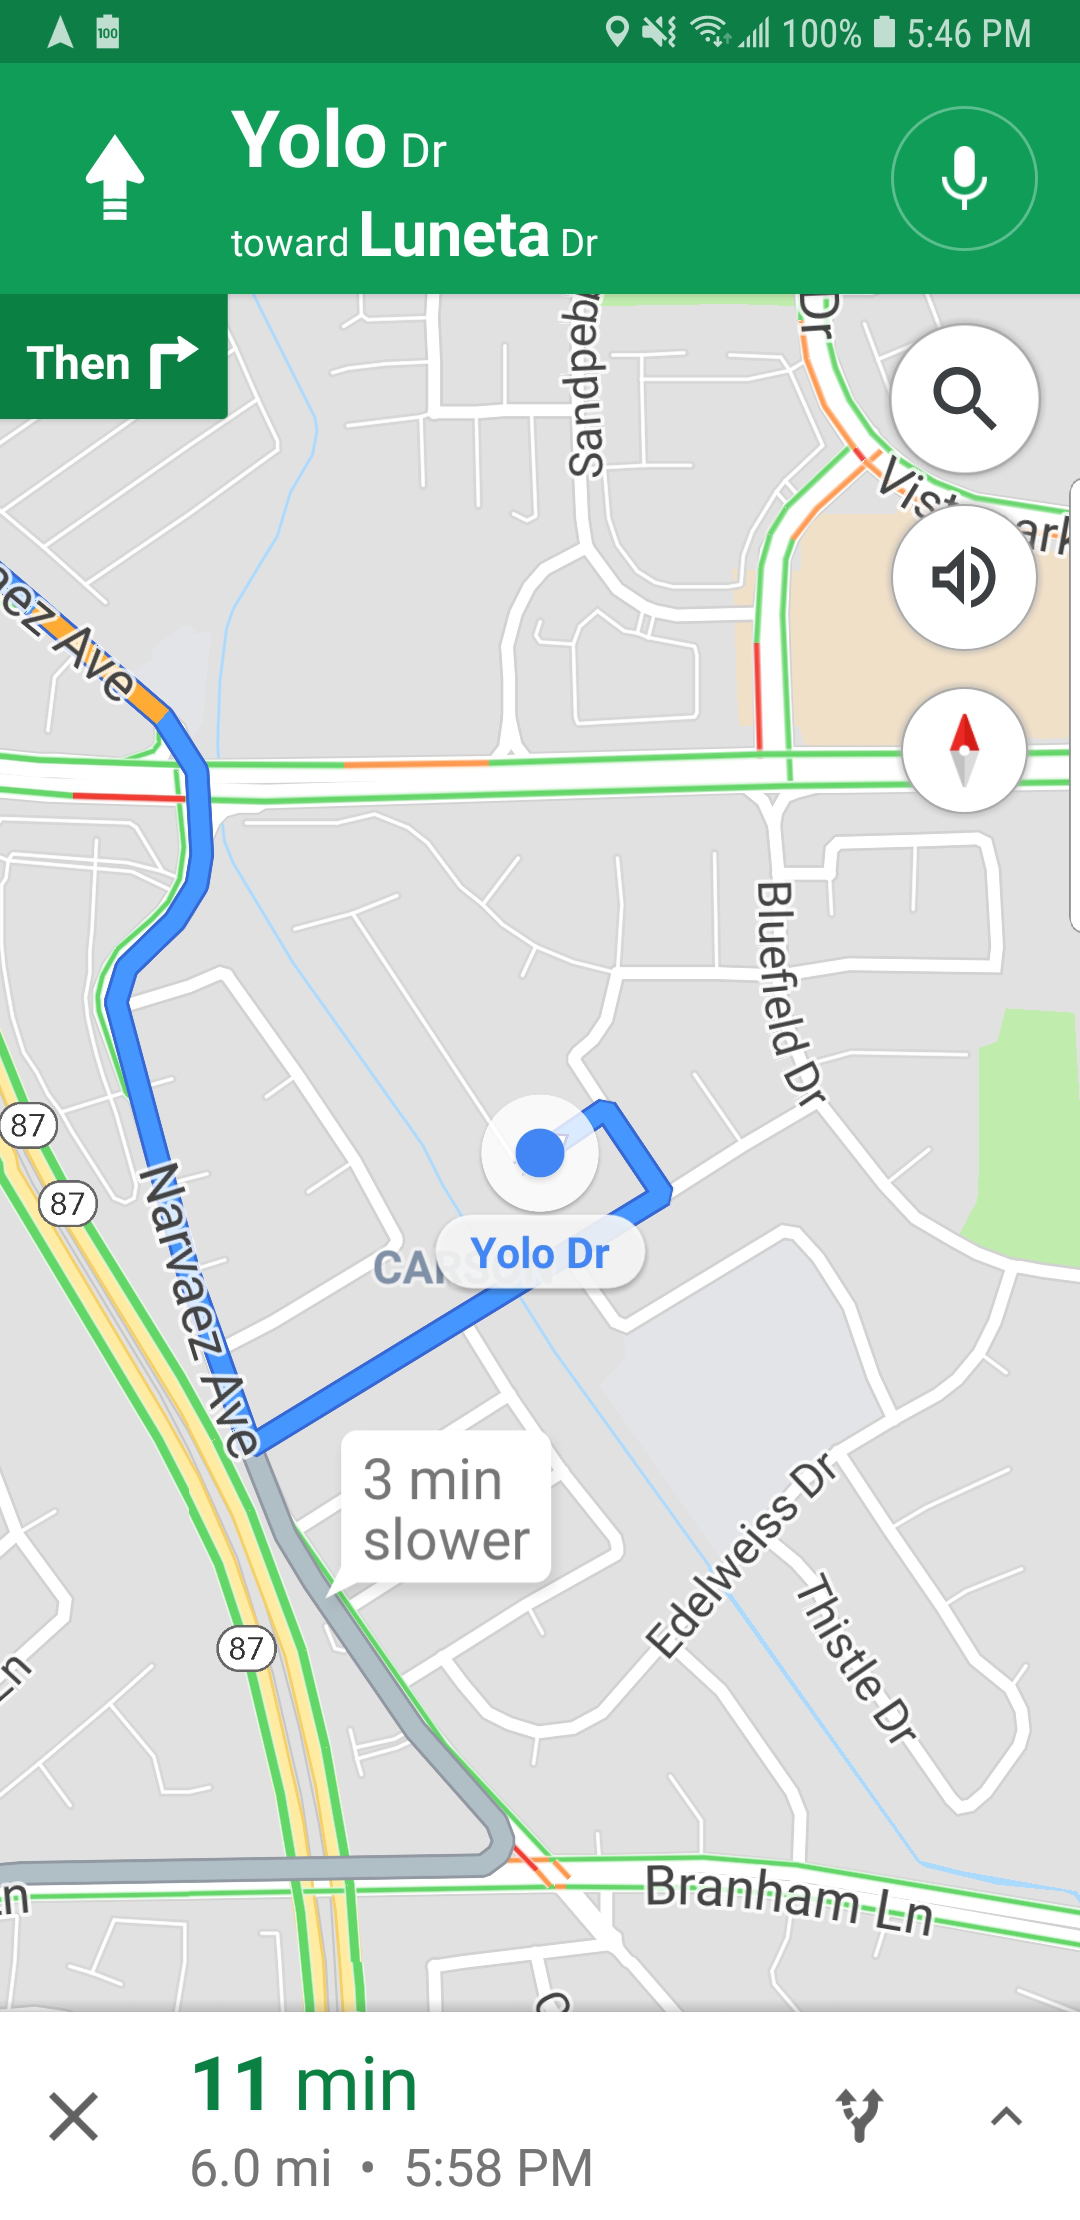 100
100%
5:46 PM
Yolo Dr
toward Luneta Dr
Then
Dr
ez Ave
Bluefield Dr
87
87
Narvaez Ave
Yolo Dr
3 min
slower
Edelweiss Dr
Thistle Dr
87
Branham Ln
11 min
6.0 mi • 5:58 PM